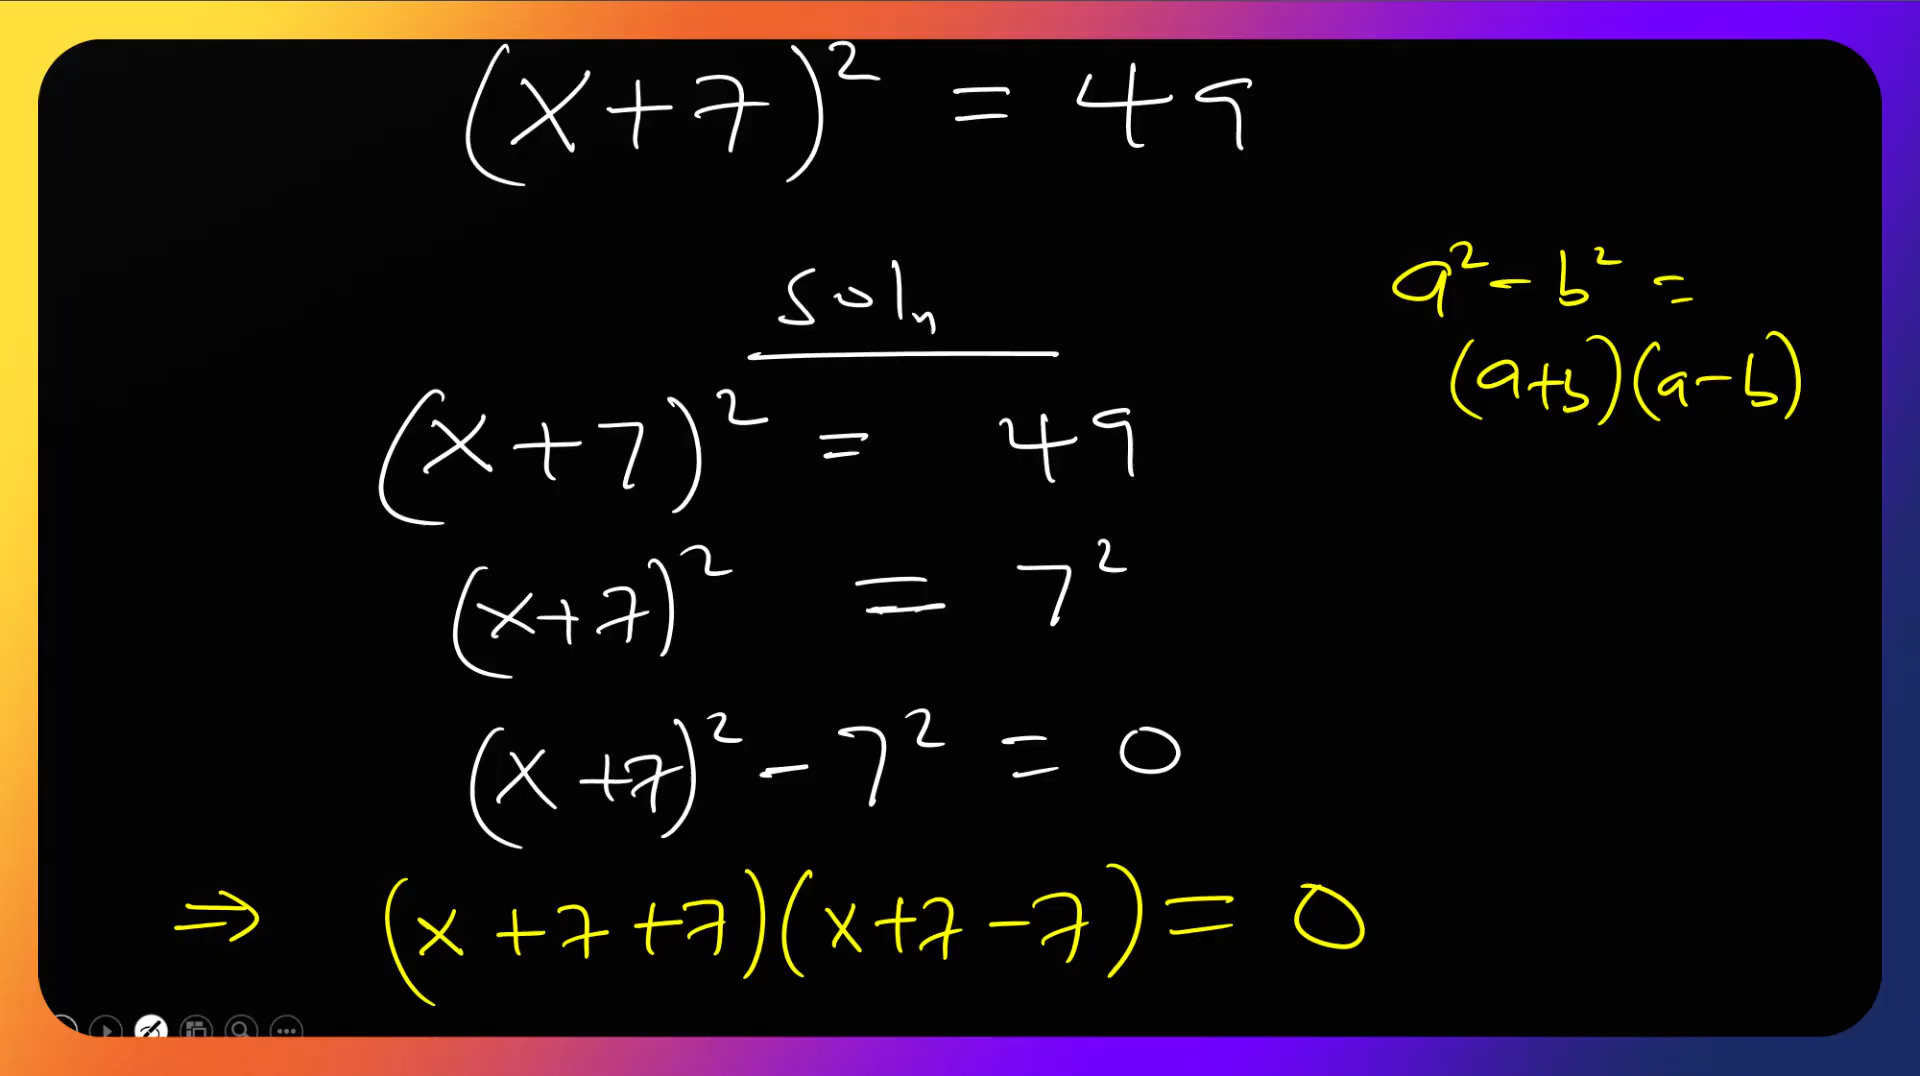 (x+7)² = 49
soln
a² - b² =
(a+b)(a-b)
(x+7)² = 49
(x+7)² = 7²
(x+7)² - 7² = 0
⇒ (x+7+7)(x+7-7) = 0